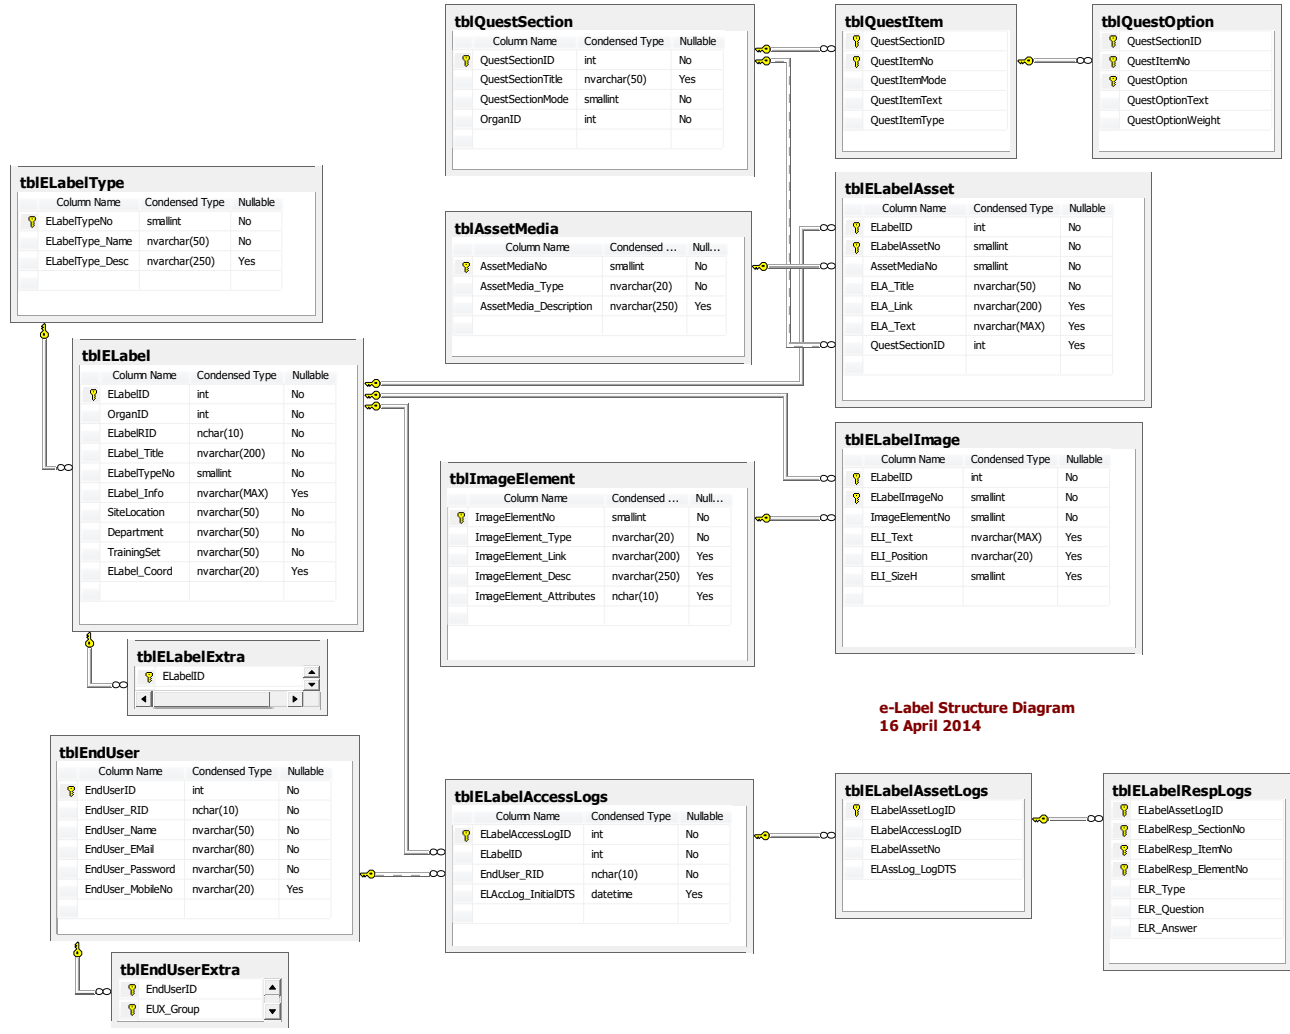 tblQuestSection
Column Name Condensed Type Nullable
QuestSectionID int No
QuestSectionTitle nvarchar(50) Yes
QuestSectionMode smallint No
OrganID int No
tblQuestItem
QuestSectionID
QuestItemNo
QuestItemMode
QuestItemText
QuestItemType
tblQuestOption
QuestSectionID
QuestItemNo
QuestOption
QuestOptionText
QuestOptionWeight
tblELabelType
Column Name Condensed Type Nullable
ELabelTypeNo smallint No
ELabelType_Name nvarchar(50) No
ELabelType_Desc nvarchar(250) Yes
tblAssetMedia
Column Name Condensed ... Null...
AssetMediaNo smallint No
AssetMedia_Type nvarchar(20) No
AssetMedia_Description nvarchar(250) Yes
tblELabelAsset
Column Name Condensed Type Nullable
ELabelID int No
ELabelAssetNo smallint No
AssetMediaNo smallint No
ELA_Title nvarchar(50) No
ELA_Link nvarchar(200) Yes
ELA_Text nvarchar(MAX) Yes
QuestSectionID int Yes
tblELabel
Column Name Condensed Type Nullable
ELabelID int No
OrganID int No
ELabelRID nchar(10) No
ELabel_Title nvarchar(200) No
ELabelTypeNo smallint No
ELabel_Info nvarchar(MAX) Yes
SiteLocation nvarchar(50) No
Department nvarchar(50) No
TrainingSet nvarchar(50) No
ELabel_Coord nvarchar(20) Yes
tblImageElement
Column Name Condensed ... Null...
ImageElementNo smallint No
ImageElement_Type nvarchar(20) No
ImageElement_Link nvarchar(200) Yes
ImageElement_Desc nvarchar(250) Yes
ImageElement_Attributes nchar(10) Yes
tblELabelImage
Column Name Condensed Type Nullable
ELabelID int No
ELabelImageNo smallint No
ImageElementNo smallint No
ELI_Text nvarchar(MAX) Yes
ELI_Position nvarchar(20) Yes
ELI_SizeH smallint Yes
tblELabelExtra
ELabelID
e-Label Structure Diagram
16 April 2014
tblEndUser
Column Name Condensed Type Nullable
EndUserID int No
EndUser_RID nchar(10) No
EndUser_Name nvarchar(50) No
EndUser_EMail nvarchar(80) No
EndUser_Password nvarchar(50) No
EndUser_MobileNo nvarchar(20) Yes
tblELabelAccessLogs
Column Name Condensed Type Nullable
ELabelAccessLogID int No
ELabelID int No
EndUser_RID nchar(10) No
ELAccLog_InitialDTS datetime Yes
tblELabelAssetLogs
ELabelAssetLogID
ELabelAccessLogID
ELabelAssetNo
ELAssLog_LogDTS
tblELabelRespLogs
ELabelAssetLogID
ELabelResp_SectionNo
ELabelResp_ItemNo
ELabelResp_ElementNo
ELR_Type
ELR_Question
ELR_Answer
tblEndUserExtra
EndUserID
EUX_Group